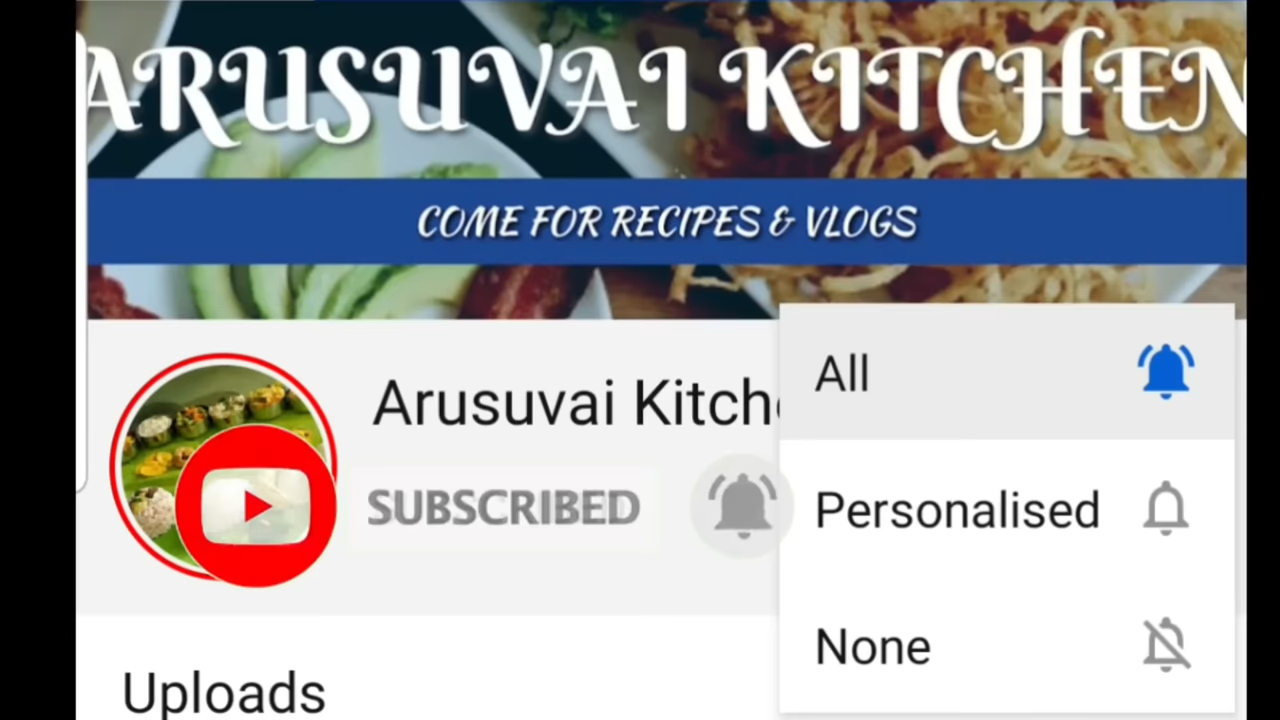 ARUSUVAI KITCHEN
COME FOR RECIPES & VLOGS
Arusuvai Kitch
SUBSCRIBED
All
Personalised
None
Uploads